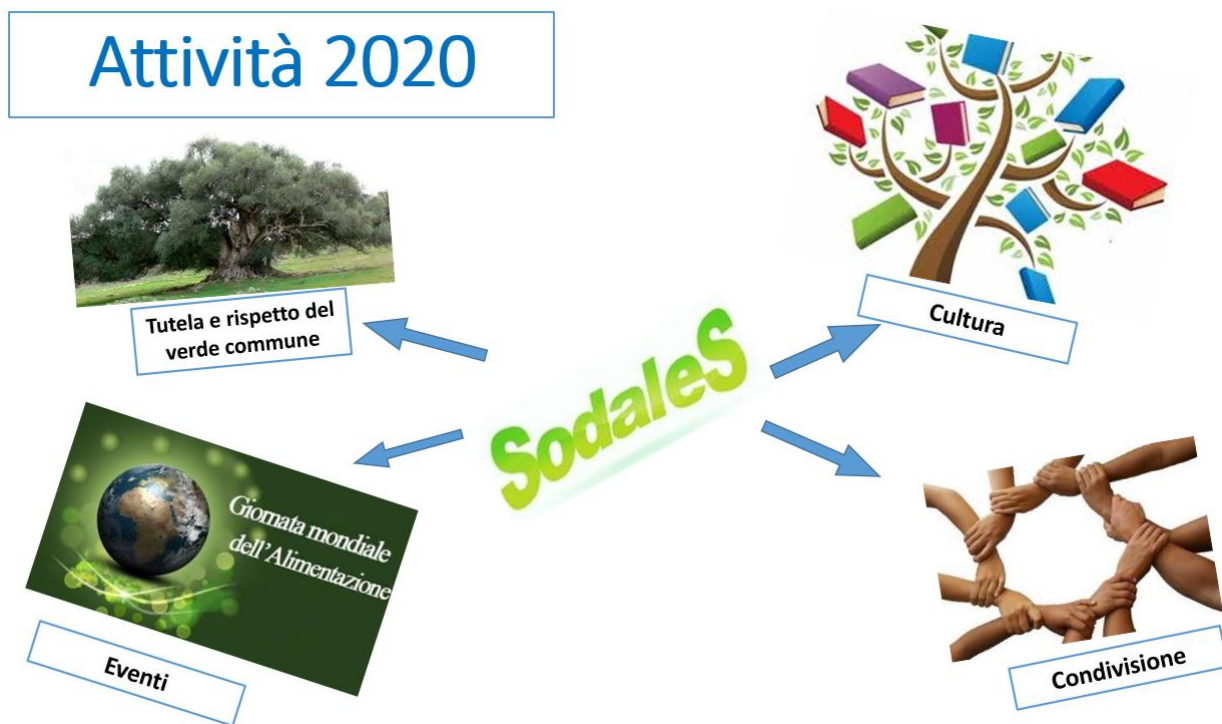 Attività 2020
Tutela e rispetto del
verde commune
Cultura
SodaleS
Giornata mondiale
dell'Alimentazione
Eventi
Condivisione